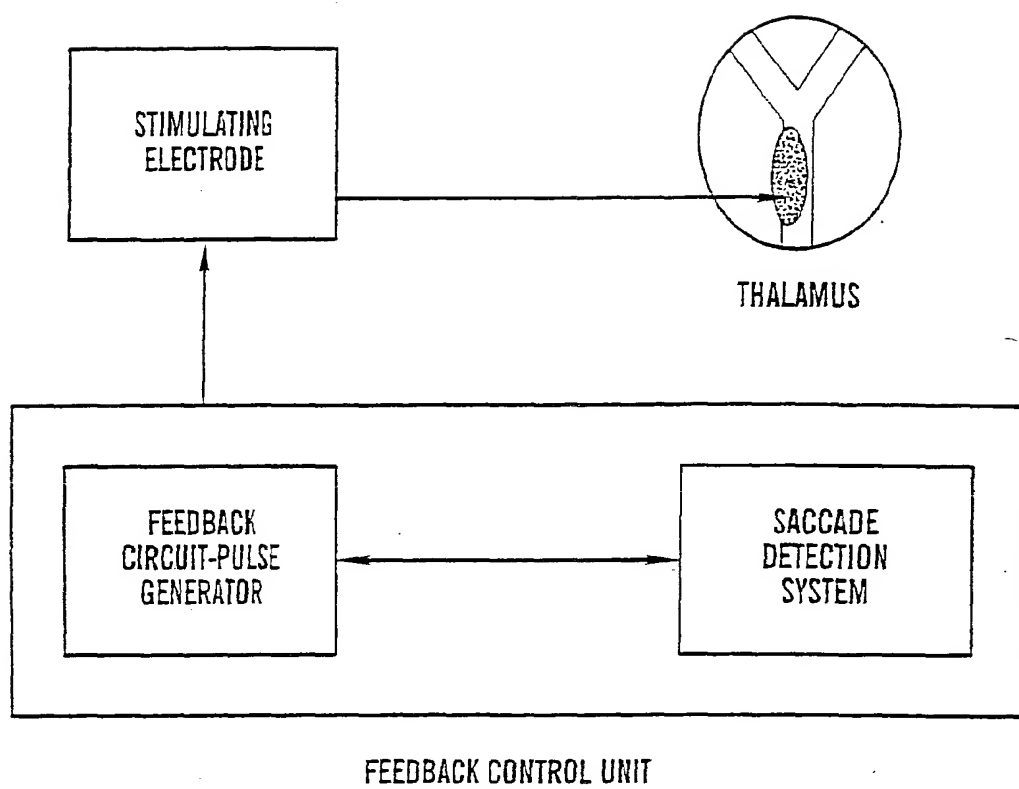 STIMULATING
ELECTRODE
THALAMUS
FEEDBACK
CIRCUIT-PULSE
GENERATOR
SACCADE
DETECTION
SYSTEM
FEEDBACK CONTROL UNIT